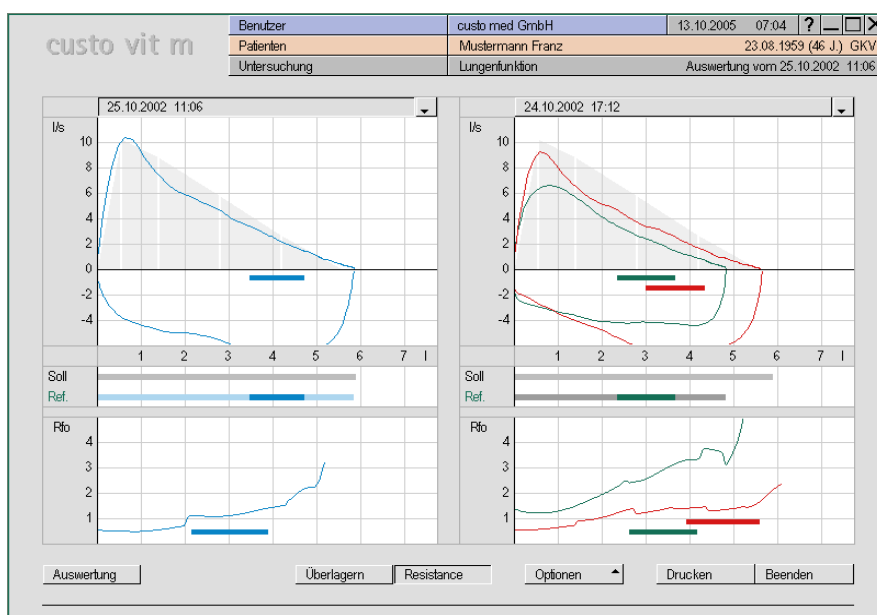 custo vit m
Benutzer custo med GmbH 13.10.2005 07:04 ?
Patienten Mustermann Franz 23.08.1959 (46 J.) GKV
Untersuchung Lungenfunktion Auswertung vom 25.10.2002 11:06
25.10.2002 11:06
l/s
10
8
6
4
2
0
-2
-4
1 2 3 4 5 6 7 l
Soll
Ref.
Rfo
4
3
2
1
24.10.2002 17:12
l/s
10
8
6
4
2
0
-2
-4
1 2 3 4 5 6 7 l
Soll
Ref.
Rfo
4
3
2
1
Auswertung Überlagern Resistance Optionen Drucken Beenden